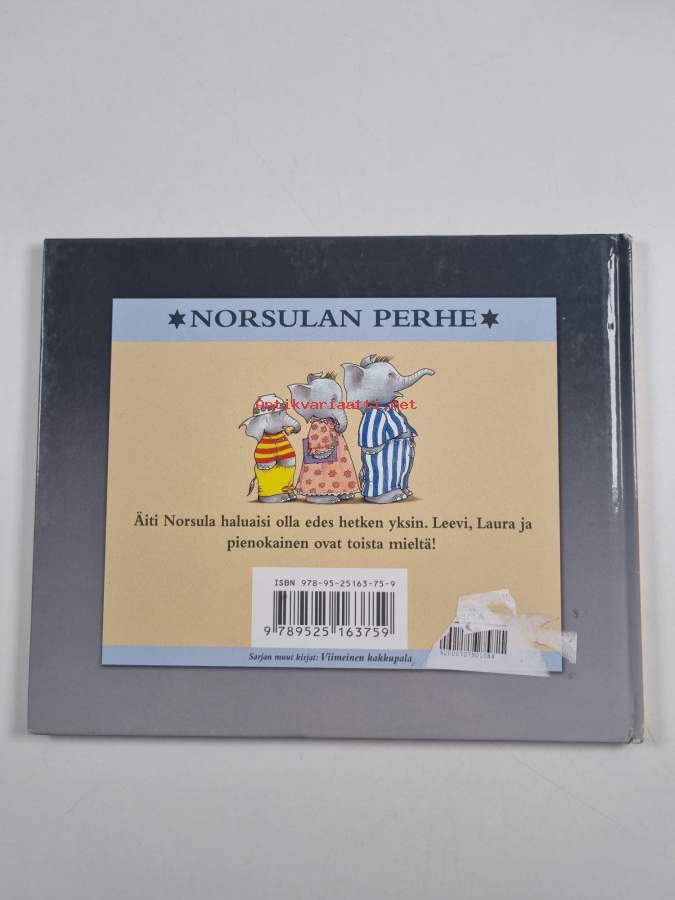 ✶NORSULAN PERHE✶
Antikvariaatti.net
Äiti Norsula haluaisi olla edes hetken yksin. Leevi, Laura ja
pienokainen ovat toista mieltä!
ISBN 978-95-25163-75-9
9 789525 163759
Sarjan muut kirjat: Viimeinen kakkupala